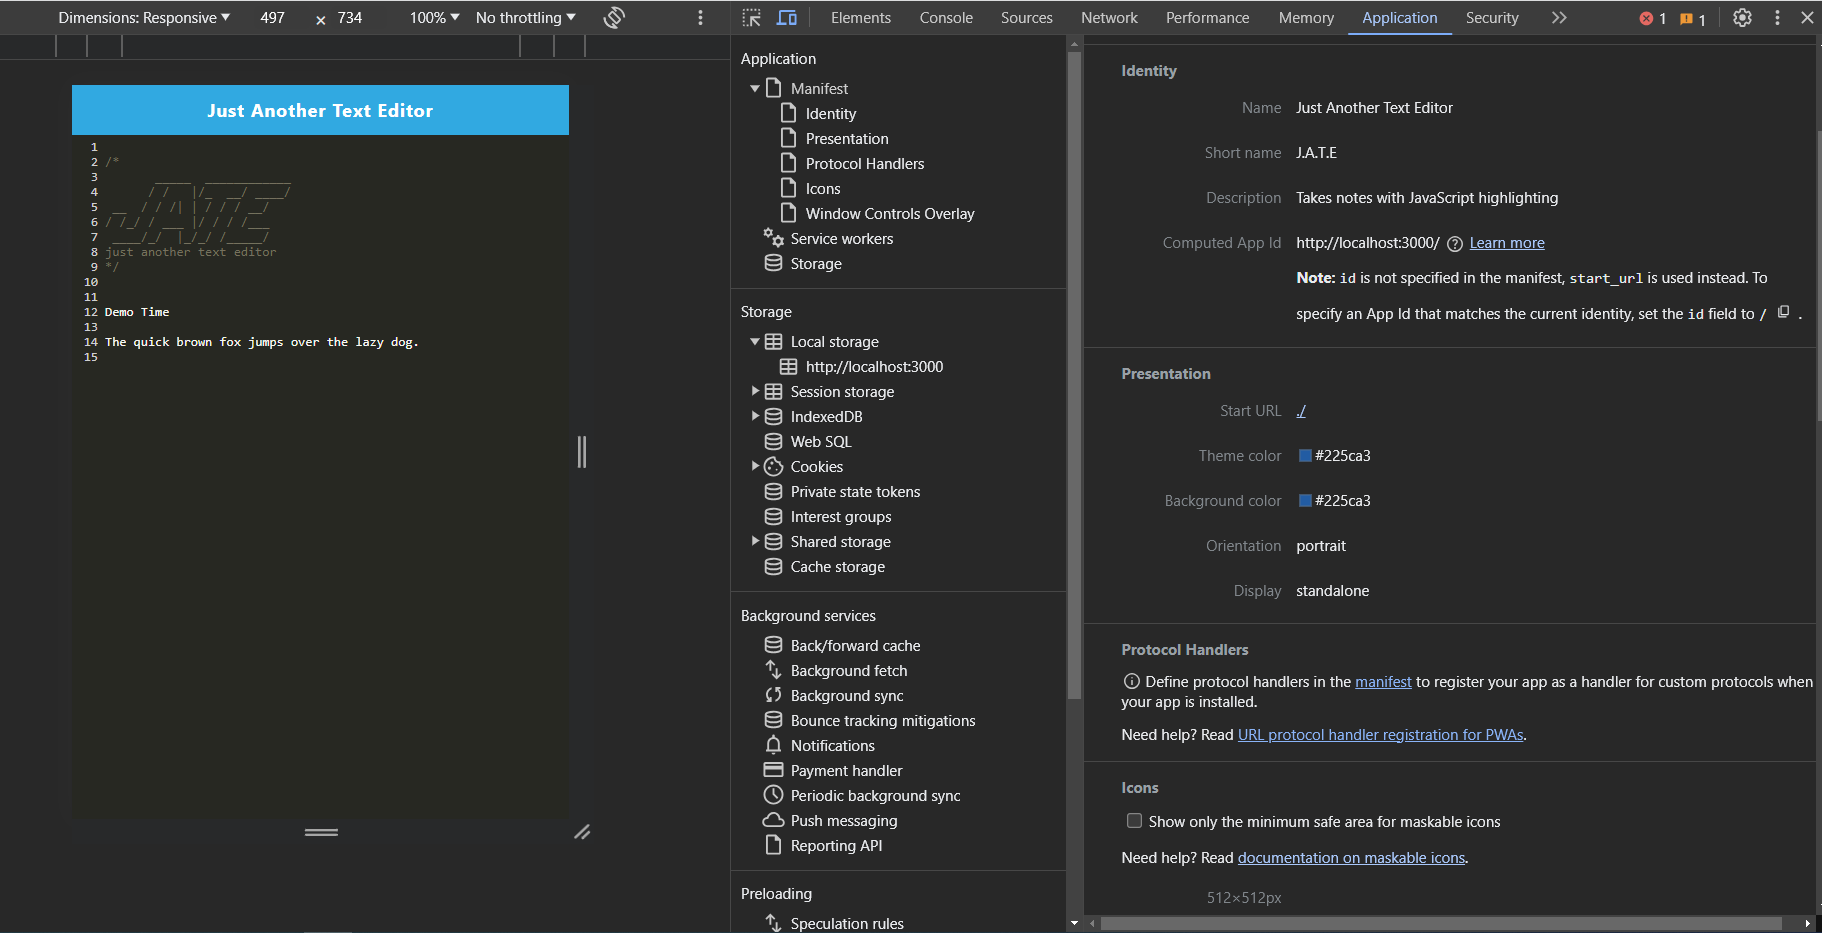 Dimensions: Responsive 497 × 734 100% No throttling
Elements Console Sources Network Performance Memory Application Security 1 1
Just Another Text Editor
1
2 /*
3        _____  ____________
4       / /   |/_  __/ ____/
5  __  / / /| | / / / __/
6 / /_/ / ___ |/ / / /___
7  ____/_/  |_/_/ /_____/
8 just another text editor
9 */
10
11
12 Demo Time
13
14 The quick brown fox jumps over the lazy dog.
15
Application
Manifest
Identity
Presentation
Protocol Handlers
Icons
Window Controls Overlay
Service workers
Storage
Storage
Local storage
http://localhost:3000
Session storage
IndexedDB
Web SQL
Cookies
Private state tokens
Interest groups
Shared storage
Cache storage
Background services
Back/forward cache
Background fetch
Background sync
Bounce tracking mitigations
Notifications
Payment handler
Periodic background sync
Push messaging
Reporting API
Preloading
Speculation rules
Identity
Name Just Another Text Editor
Short name J.A.T.E
Description Takes notes with JavaScript highlighting
Computed App Id http://localhost:3000/ Learn more
Note: id is not specified in the manifest, start_url is used instead. To
specify an App Id that matches the current identity, set the id field to / .
Presentation
Start URL ./
Theme color #225ca3
Background color #225ca3
Orientation portrait
Display standalone
Protocol Handlers
Define protocol handlers in the manifest to register your app as a handler for custom protocols when
your app is installed.
Need help? Read URL protocol handler registration for PWAs.
Icons
Show only the minimum safe area for maskable icons
Need help? Read documentation on maskable icons.
512×512px